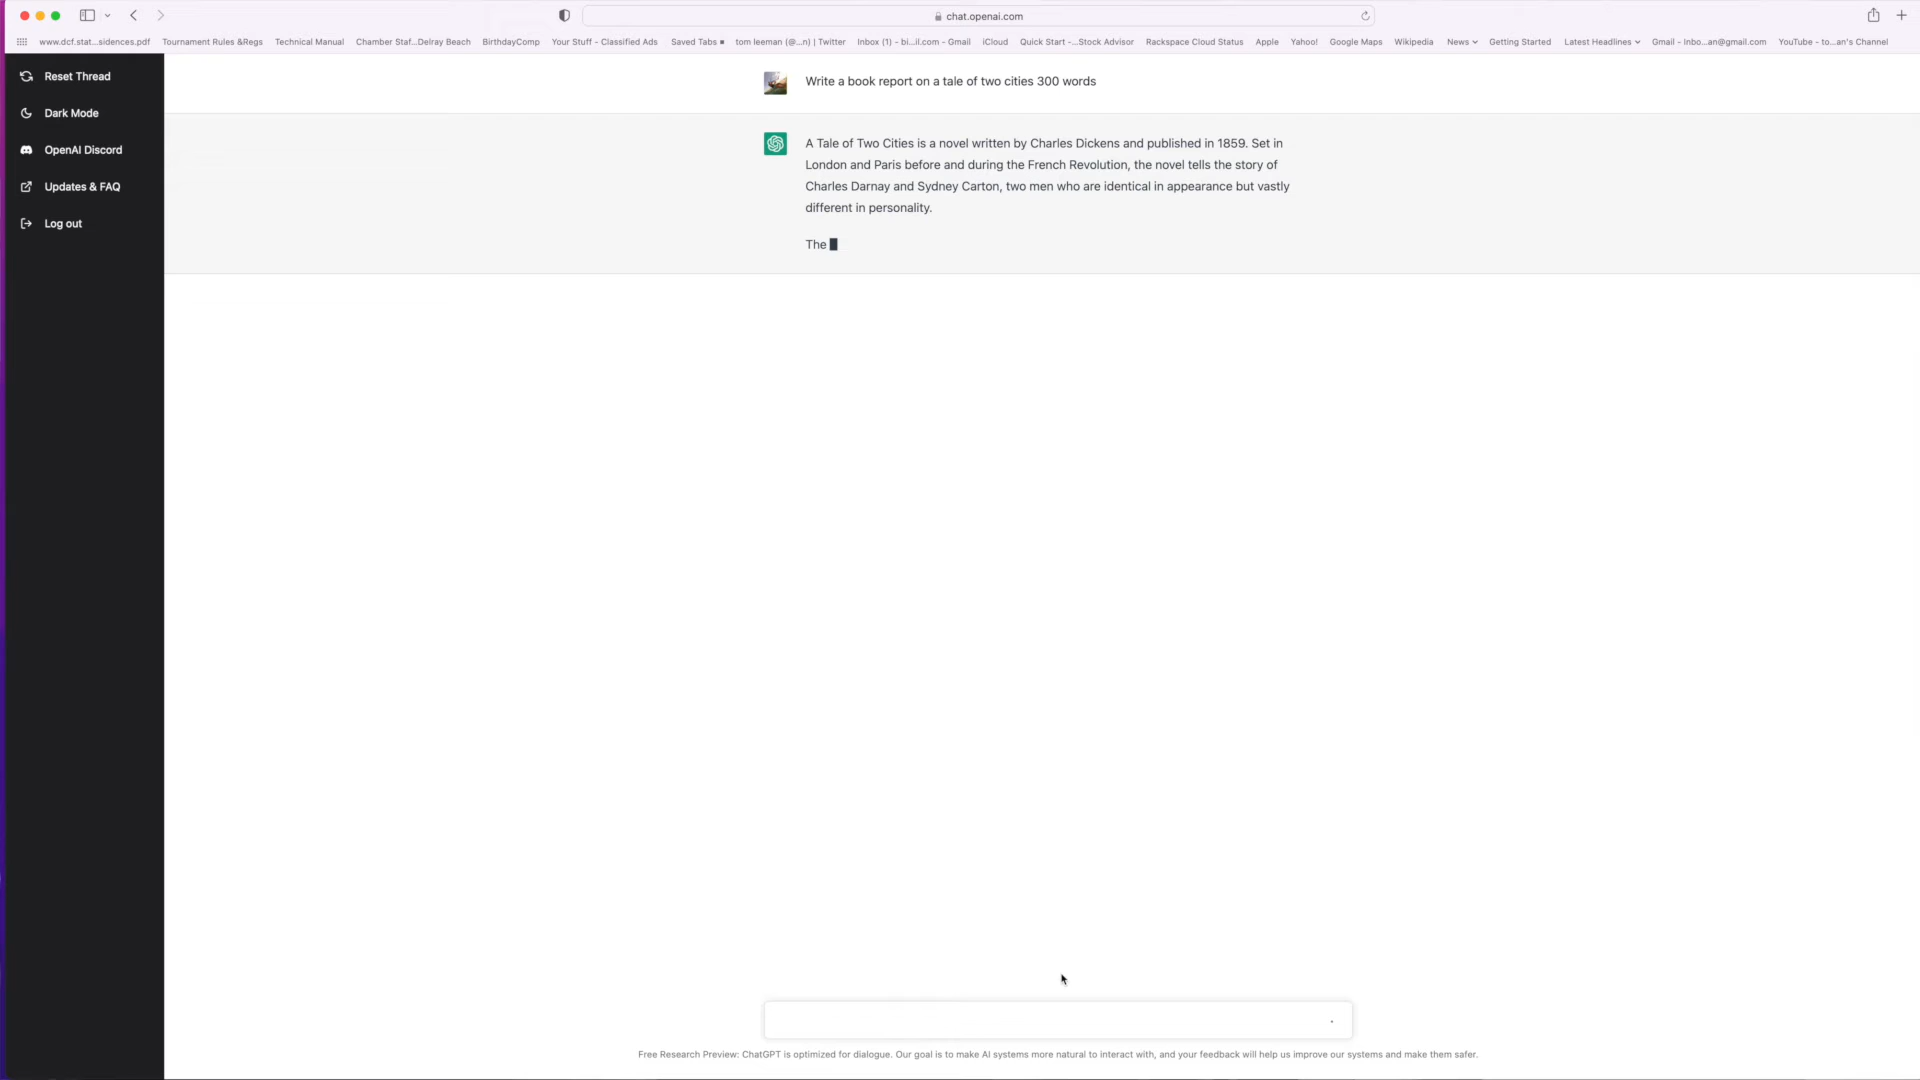 chat.openai.com
www.dcf.stat...sidences.pdf Tournament Rules &Regs Technical Manual Chamber Staf...Delray Beach BirthdayComp Your Stuff - Classified Ads Saved Tabs tom leeman (@...n) | Twitter Inbox (1) - bi...il.com - Gmail iCloud Quick Start -...Stock Advisor Rackspace Cloud Status Apple Yahoo! Google Maps Wikipedia News Getting Started Latest Headlines Gmail - Inbo...an@gmail.com YouTube - to...an's Channel
Reset Thread
Dark Mode
OpenAI Discord
Updates & FAQ
Log out
Write a book report on a tale of two cities 300 words
A Tale of Two Cities is a novel written by Charles Dickens and published in 1859. Set in
London and Paris before and during the French Revolution, the novel tells the story of
Charles Darnay and Sydney Carton, two men who are identical in appearance but vastly
different in personality.
The
Free Research Preview: ChatGPT is optimized for dialogue. Our goal is to make AI systems more natural to interact with, and your feedback will help us improve our systems and make them safer.